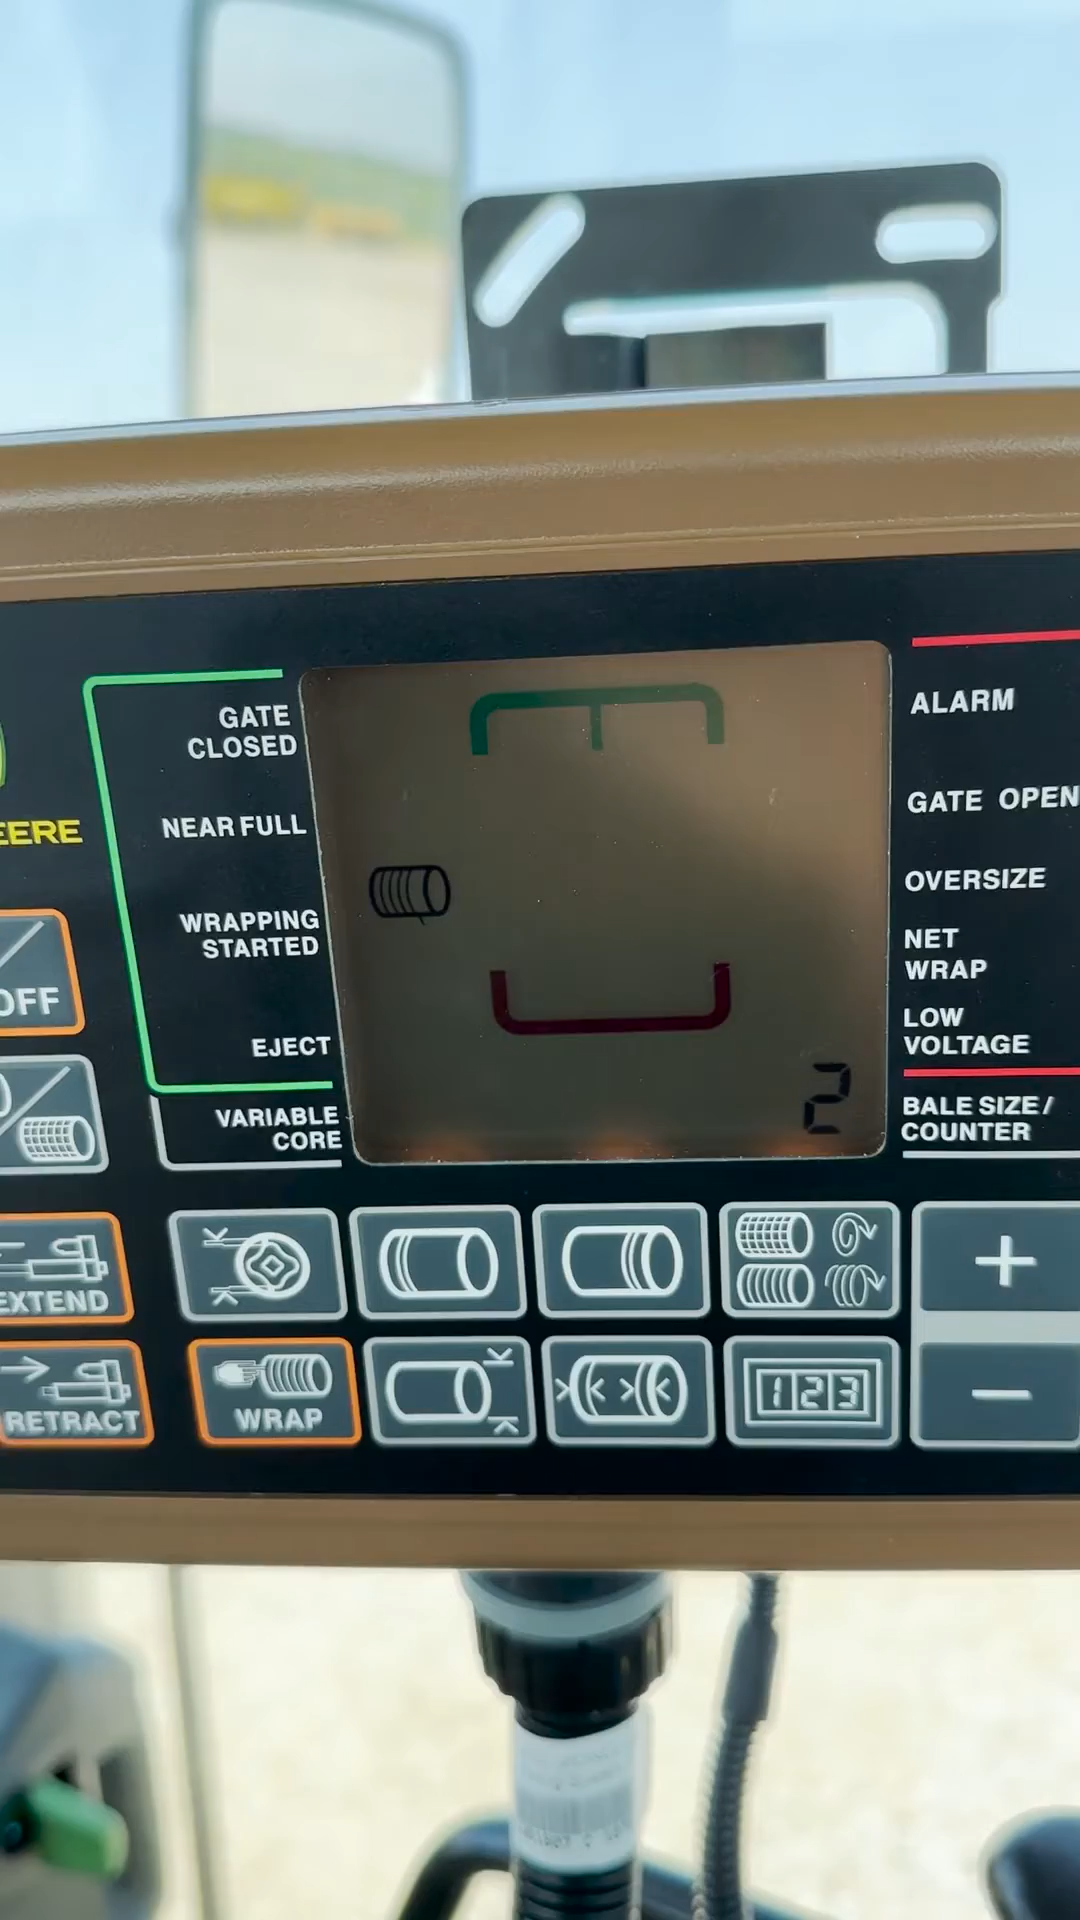 GATE
CLOSED
NEAR FULL
WRAPPING
STARTED
EJECT
VARIABLE
CORE
EERE
OFF
EXTEND
RETRACT
2
ALARM
GATE OPEN
OVERSIZE
NET
WRAP
LOW
VOLTAGE
BALE SIZE /
COUNTER
+
WRAP
123
−